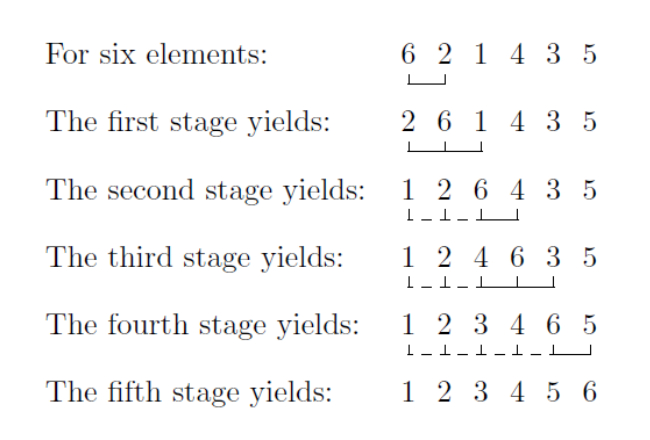 For six elements: 6 2 1 4 3 5
The first stage yields: 2 6 1 4 3 5
The second stage yields: 1 2 6 4 3 5
The third stage yields: 1 2 4 6 3 5
The fourth stage yields: 1 2 3 4 6 5
The fifth stage yields: 1 2 3 4 5 6